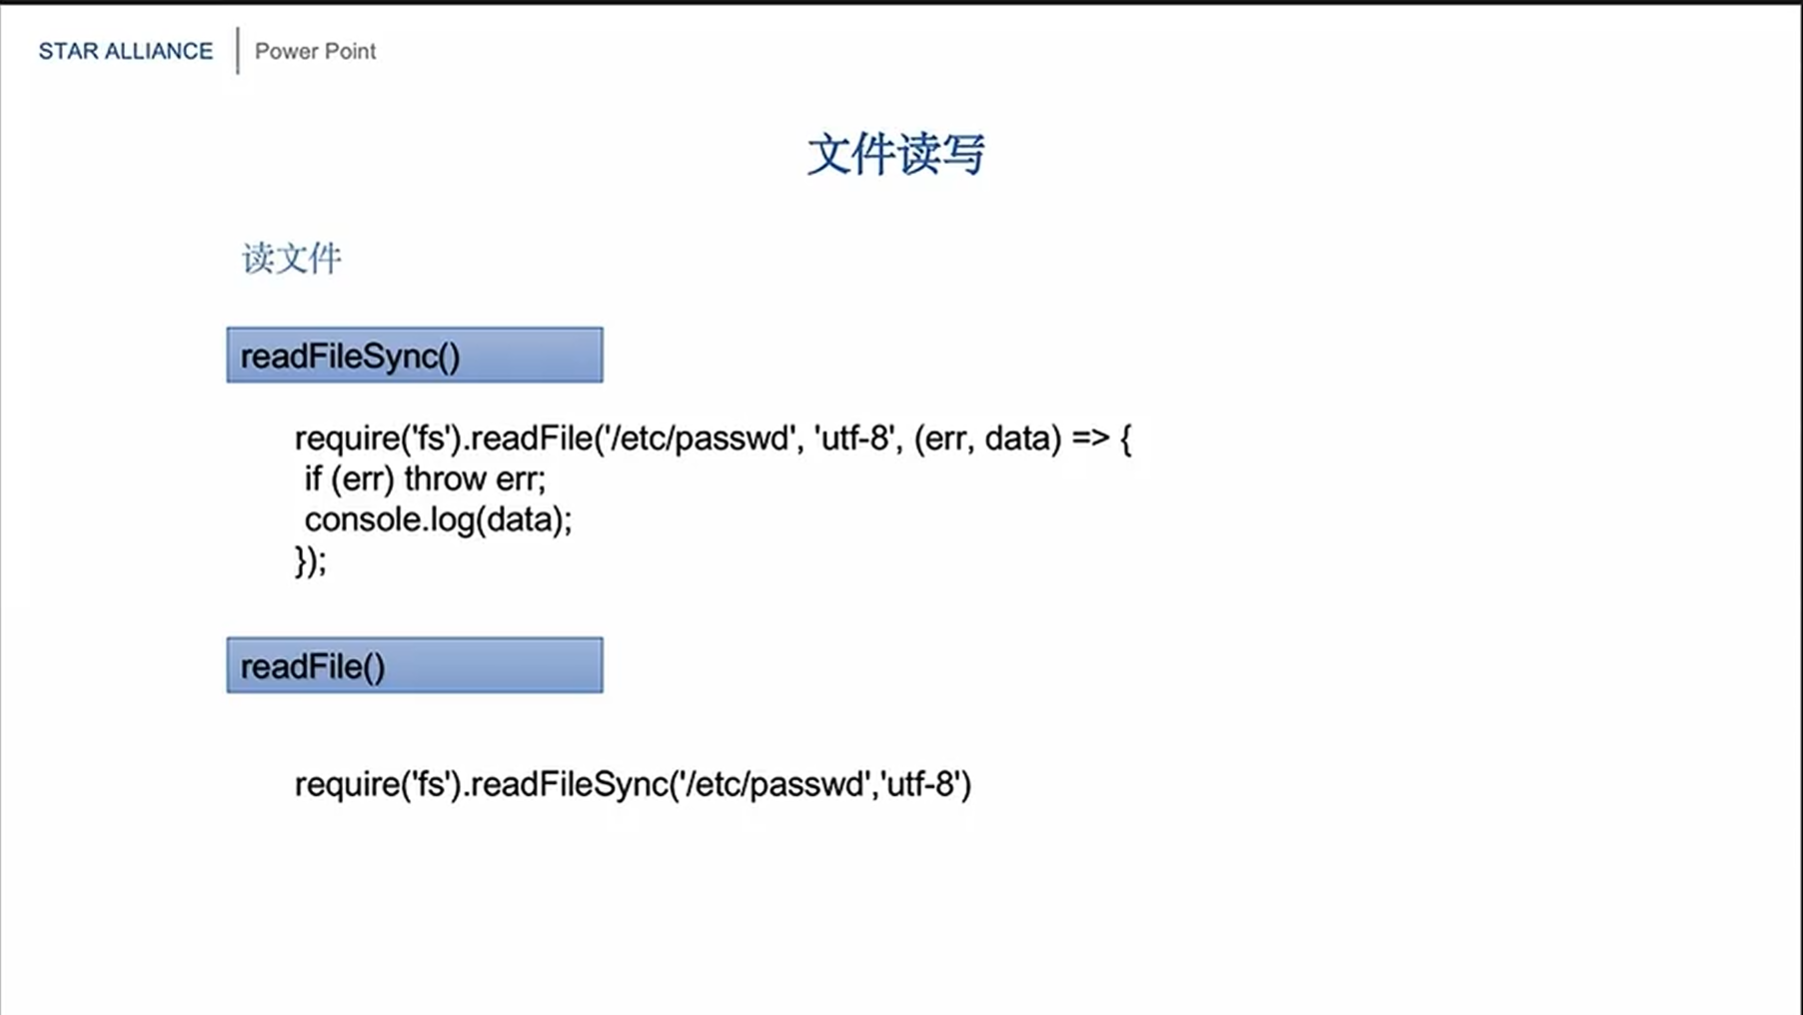 STAR ALLIANCE | Power Point
文件读写
读文件
readFileSync()
require('fs').readFile('/etc/passwd', 'utf-8', (err, data) => {
if (err) throw err;
console.log(data);
});
readFile()
require('fs').readFileSync('/etc/passwd','utf-8')